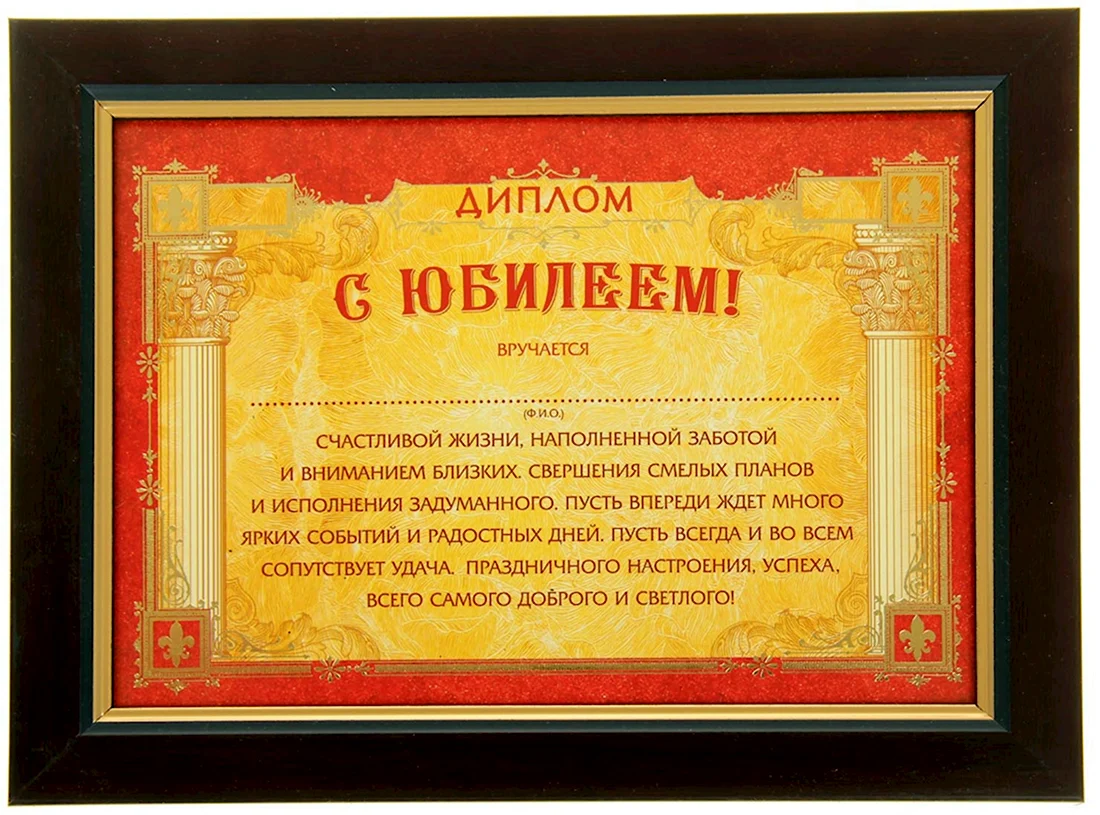 ДИПЛОМ
С ЮБИЛЕЕМ!
ВРУЧАЕТСЯ
(Ф.И.О.)
СЧАСТЛИВОЙ ЖИЗНИ, НАПОЛНЕННОЙ ЗАБОТОЙ
И ВНИМАНИЕМ БЛИЗКИХ. СВЕРШЕНИЯ СМЕЛЫХ ПЛАНОВ
И ИСПОЛНЕНИЯ ЗАДУМАННОГО. ПУСТЬ ВПЕРЕДИ ЖДЕТ МНОГО
ЯРКИХ СОБЫТИЙ И РАДОСТНЫХ ДНЕЙ. ПУСТЬ ВСЕГДА И ВО ВСЕМ
СОПУТСТВУЕТ УДАЧА. ПРАЗДНИЧНОГО НАСТРОЕНИЯ, УСПЕХА,
ВСЕГО САМОГО ДОБРОГО И СВЕТЛОГО!